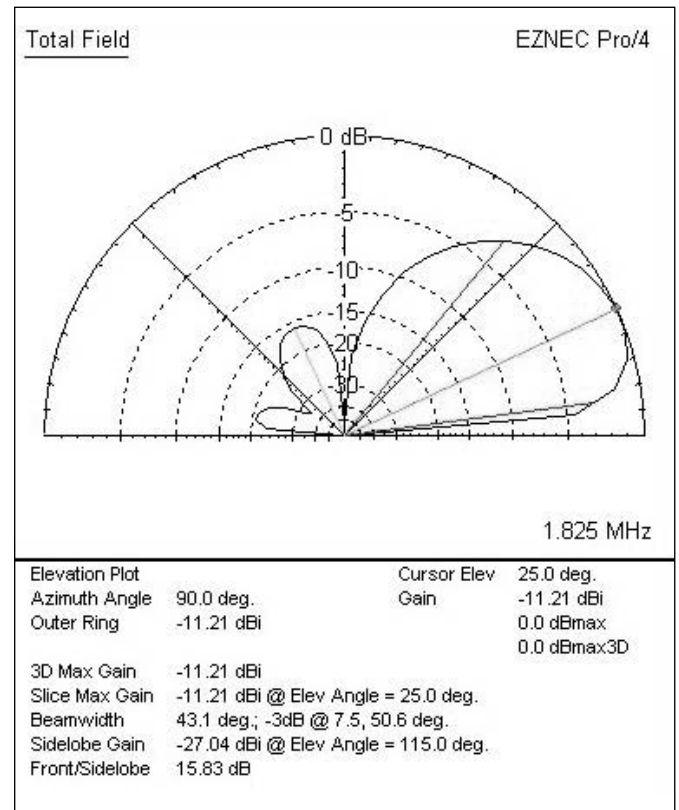 Total Field EZNEC Pro/4
0 dB
-5
-10
-15
-20
-30
1.825 MHz
Elevation Plot Cursor Elev 25.0 deg.
Azimuth Angle 90.0 deg. Gain -11.21 dBi
Outer Ring -11.21 dBi 0.0 dBmax
0.0 dBmax3D
3D Max Gain -11.21 dBi
Slice Max Gain -11.21 dBi @ Elev Angle = 25.0 deg.
Beamwidth 43.1 deg.; -3dB @ 7.5, 50.6 deg.
Sidelobe Gain -27.04 dBi @ Elev Angle = 115.0 deg.
Front/Sidelobe 15.83 dB